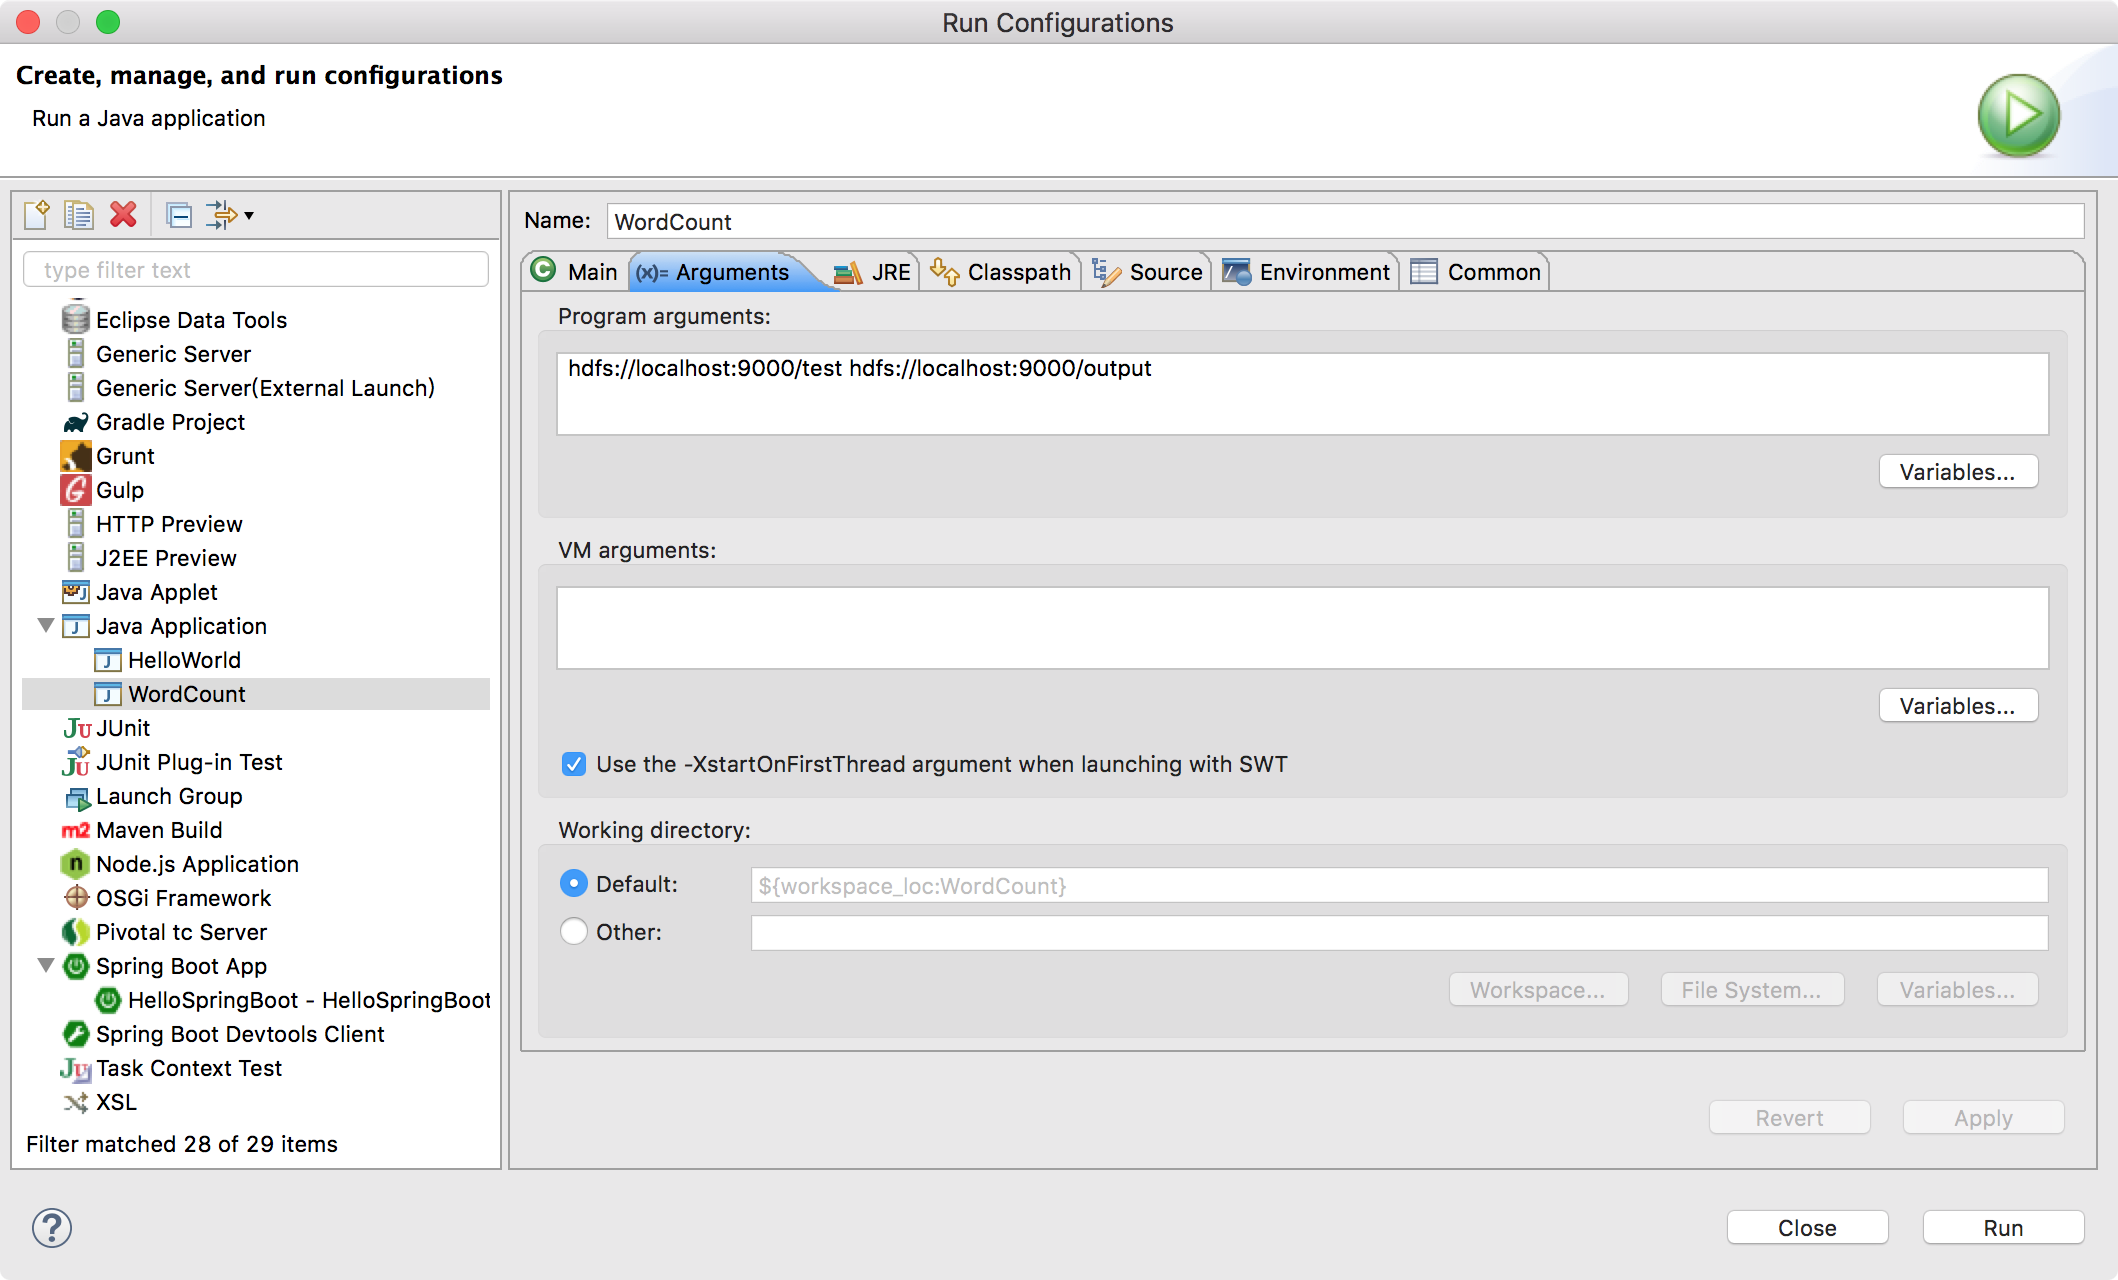 Run Configurations
Create, manage, and run configurations
Run a Java application
type filter text
Eclipse Data Tools
Generic Server
Generic Server(External Launch)
Gradle Project
Grunt
Gulp
HTTP Preview
J2EE Preview
Java Applet
Java Application
HelloWorld
WordCount
JUnit
JUnit Plug-in Test
Launch Group
m2 Maven Build
Node.js Application
OSGi Framework
Pivotal tc Server
Spring Boot App
HelloSpringBoot - HelloSpringBoot
Spring Boot Devtools Client
Task Context Test
XSL
Filter matched 28 of 29 items
Name: WordCount
Main (x)= Arguments JRE Classpath Source Environment Common
Program arguments:
hdfs://localhost:9000/test hdfs://localhost:9000/output
Variables...
VM arguments:
Variables...
Use the -XstartOnFirstThread argument when launching with SWT
Working directory:
Default: ${workspace_loc:WordCount}
Other:
Workspace... File System... Variables...
Revert Apply
? Close Run